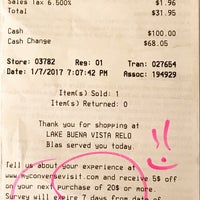 Sales Tax 6.500% $1.96
Total $31.95
Cash $100.00
Cash Change $68.05
Store: 03782 Reg: 01 Tran: 027654
Date: 1/7/2017 7:07:42 PM Assoc: 194929
Item(s) Sold: 1
Item(s) Returned: 0
Thank you for shopping at
LAKE BUENA VISTA RELO
Blas served you today.
Tell us about your experience at
www.myconversevisit.com and receive 5$ off
on your next purchase of 20$ or more.
Survey will expire 7 days from date of